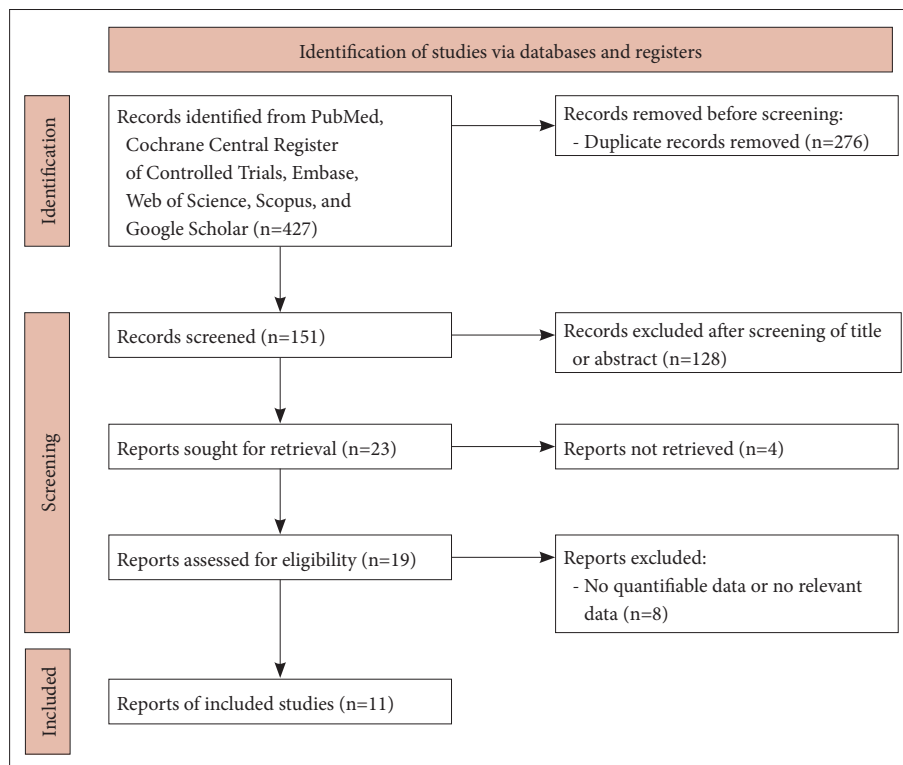 Identification of studies via databases and registers
Identification
Records identified from PubMed,
Cochrane Central Register
of Controlled Trials, Embase,
Web of Science, Scopus, and
Google Scholar (n=427)
Records removed before screening:
- Duplicate records removed (n=276)
Screening
Records screened (n=151)
Records excluded after screening of title
or abstract (n=128)
Reports sought for retrieval (n=23)
Reports not retrieved (n=4)
Reports assessed for eligibility (n=19)
Reports excluded:
- No quantifiable data or no relevant
data (n=8)
Included
Reports of included studies (n=11)